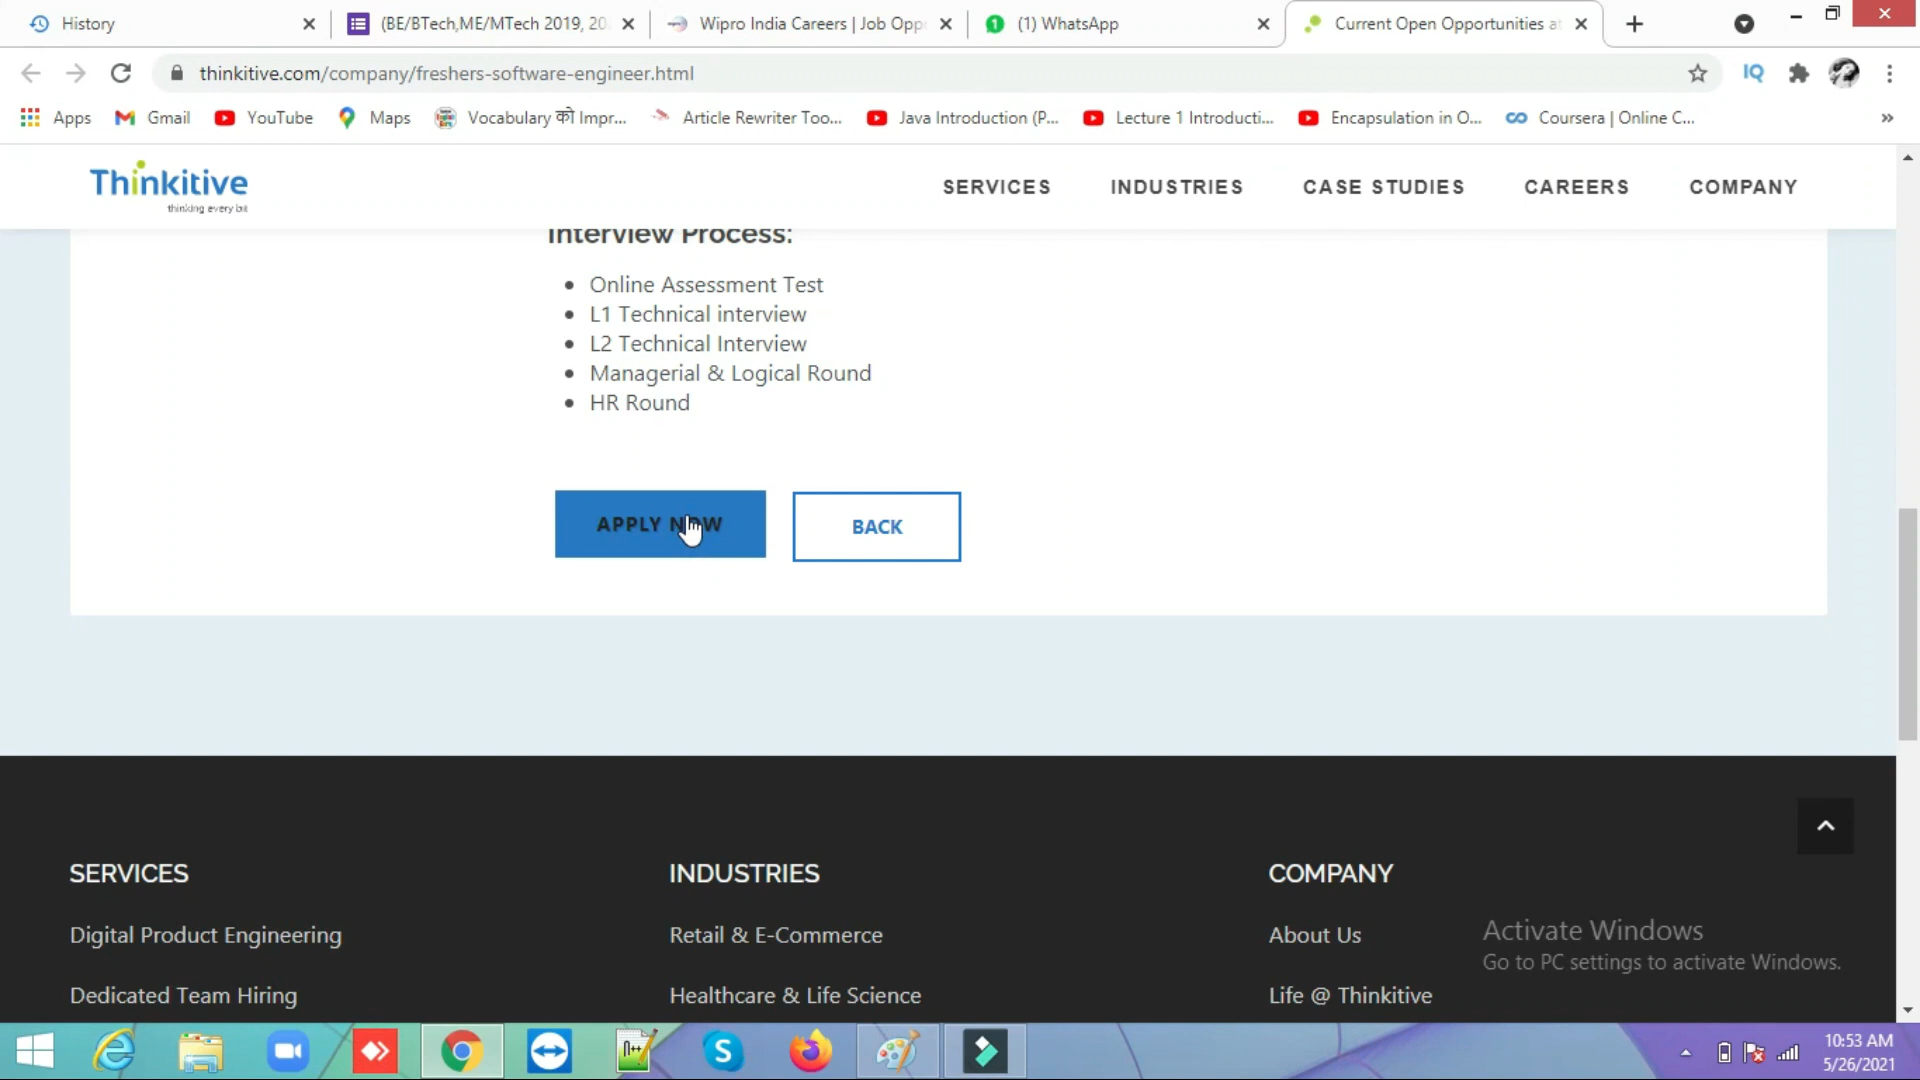 History
(BE/BTech,ME/MTech 2019, 20
Wipro India Careers | Job Oppo
(1) WhatsApp
Current Open Opportunities at
thinkitive.com/company/freshers-software-engineer.html
IQ
Apps
Gmail
YouTube
Maps
Vocabulary को Impr...
Article Rewriter Too...
Java Introduction (P...
Lecture 1 Introducti...
Encapsulation in O...
Coursera | Online C...
»
Thinkitive
thinking every bit
SERVICES
INDUSTRIES
CASE STUDIES
CAREERS
COMPANY
Interview Process:
• Online Assessment Test
• L1 Technical interview
• L2 Technical Interview
• Managerial & Logical Round
• HR Round
APPLY NOW
BACK
SERVICES
INDUSTRIES
COMPANY
Digital Product Engineering
Retail & E-Commerce
About Us
Activate Windows
Go to PC settings to activate Windows.
Dedicated Team Hiring
Healthcare & Life Science
Life @ Thinkitive
10:53 AM
5/26/2021